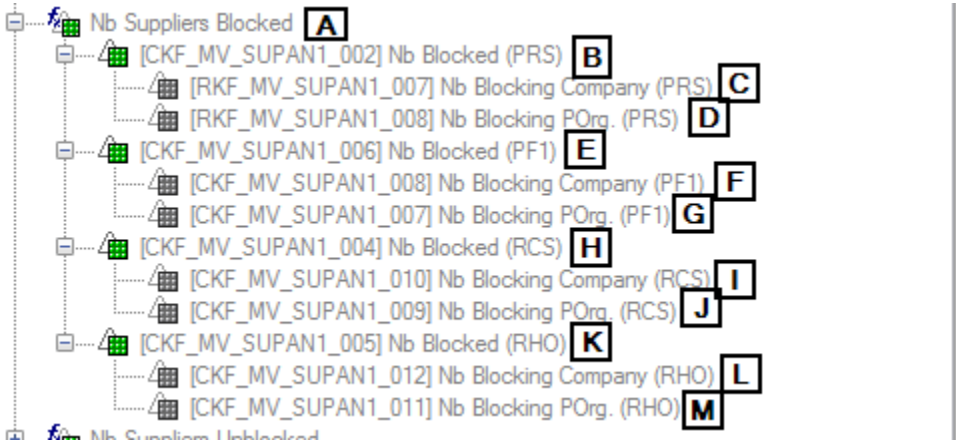 Nb Suppliers Blocked A
[CKF_MV_SUPAN1_002] Nb Blocked (PRS) B
[RKF_MV_SUPAN1_007] Nb Blocking Company (PRS) C
[RKF_MV_SUPAN1_008] Nb Blocking POrg. (PRS) D
[CKF_MV_SUPAN1_006] Nb Blocked (PF1) E
[CKF_MV_SUPAN1_008] Nb Blocking Company (PF1) F
[CKF_MV_SUPAN1_007] Nb Blocking POrg. (PF1) G
[CKF_MV_SUPAN1_004] Nb Blocked (RCS) H
[CKF_MV_SUPAN1_010] Nb Blocking Company (RCS) I
[CKF_MV_SUPAN1_009] Nb Blocking POrg. (RCS) J
[CKF_MV_SUPAN1_005] Nb Blocked (RHO) K
[CKF_MV_SUPAN1_012] Nb Blocking Company (RHO) L
[CKF_MV_SUPAN1_011] Nb Blocking POrg. (RHO) M
Nb Suppliers Unblocked